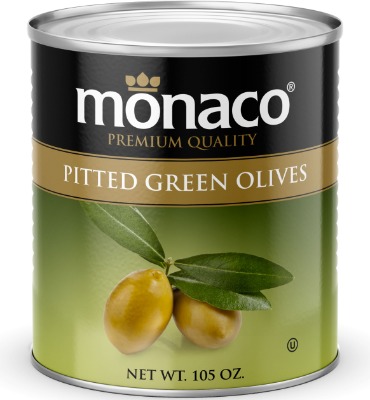 monaco®
PREMIUM QUALITY
PITTED GREEN OLIVES
Ⓤ
NET WT. 105 OZ.